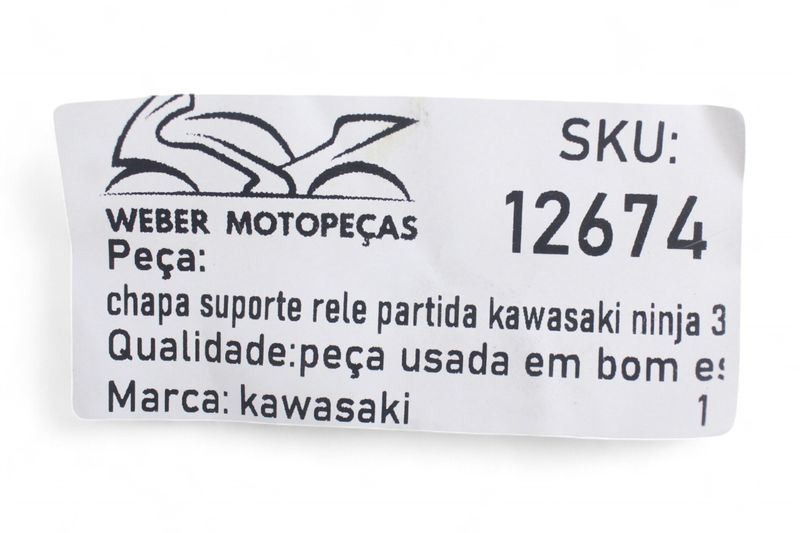 WEBER MOTOPEÇAS
SKU:
12674
Peça:
chapa suporte rele partida kawasaki ninja 3
Qualidade:peça usada em bom es
Marca: kawasaki
1